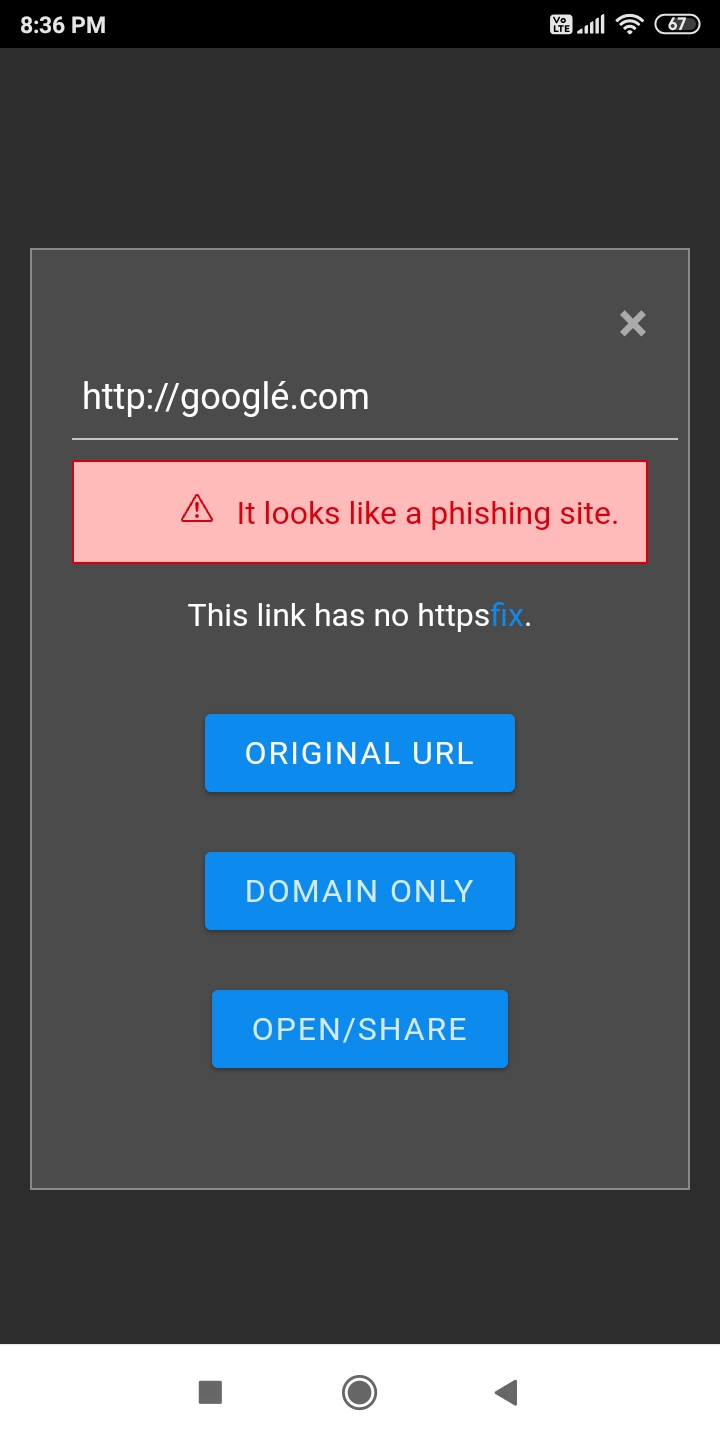 8:36 PM
Vo LTE
67
http://googlé.com
It looks like a phishing site.
This link has no httpsfix.
ORIGINAL URL
DOMAIN ONLY
OPEN/SHARE